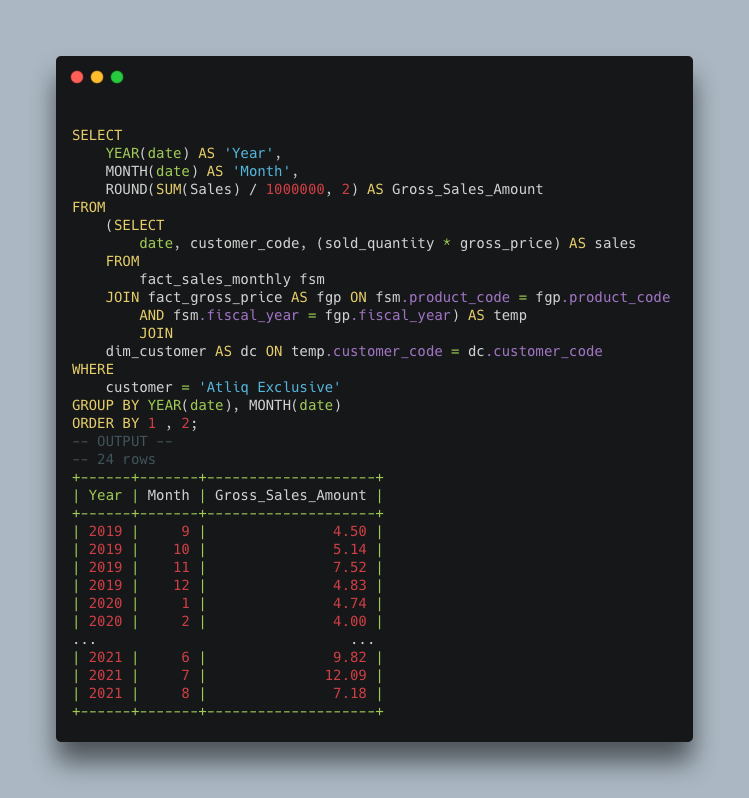 SELECT
    YEAR(date) AS 'Year',
    MONTH(date) AS 'Month',
    ROUND(SUM(Sales) / 1000000, 2) AS Gross_Sales_Amount
FROM
    (SELECT
        date, customer_code, (sold_quantity * gross_price) AS sales
    FROM
        fact_sales_monthly fsm
    JOIN fact_gross_price AS fgp ON fsm.product_code = fgp.product_code
        AND fsm.fiscal_year = fgp.fiscal_year) AS temp
        JOIN
    dim_customer AS dc ON temp.customer_code = dc.customer_code
WHERE
    customer = 'Atliq Exclusive'
GROUP BY YEAR(date), MONTH(date)
ORDER BY 1 , 2;
-- OUTPUT --
-- 24 rows
+------+-------+--------------------+
| Year | Month | Gross_Sales_Amount |
+------+-------+--------------------+
| 2019 |     9 |               4.50 |
| 2019 |    10 |               5.14 |
| 2019 |    11 |               7.52 |
| 2019 |    12 |               4.83 |
| 2020 |     1 |               4.74 |
| 2020 |     2 |               4.00 |
...                              ...
| 2021 |     6 |               9.82 |
| 2021 |     7 |              12.09 |
| 2021 |     8 |               7.18 |
+------+-------+--------------------+